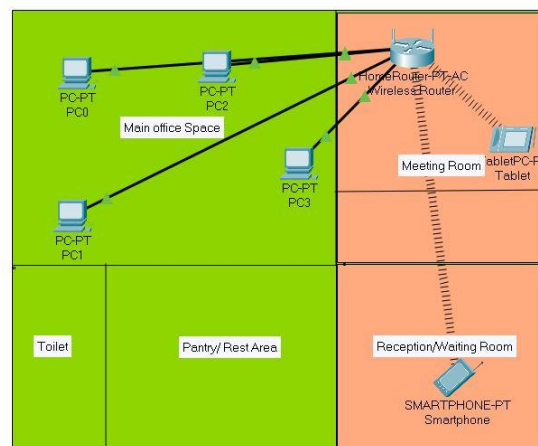 PC-PT
PC0
PC-PT
PC2
HomeRouter-PT-AC
Wireless Router
Main office Space
PC-PT
PC3
Meeting Room
TabletPC-P
Tablet
PC-PT
PC1
Toilet
Pantry/ Rest Area
Reception/Waiting Room
SMARTPHONE-PT
Smartphone